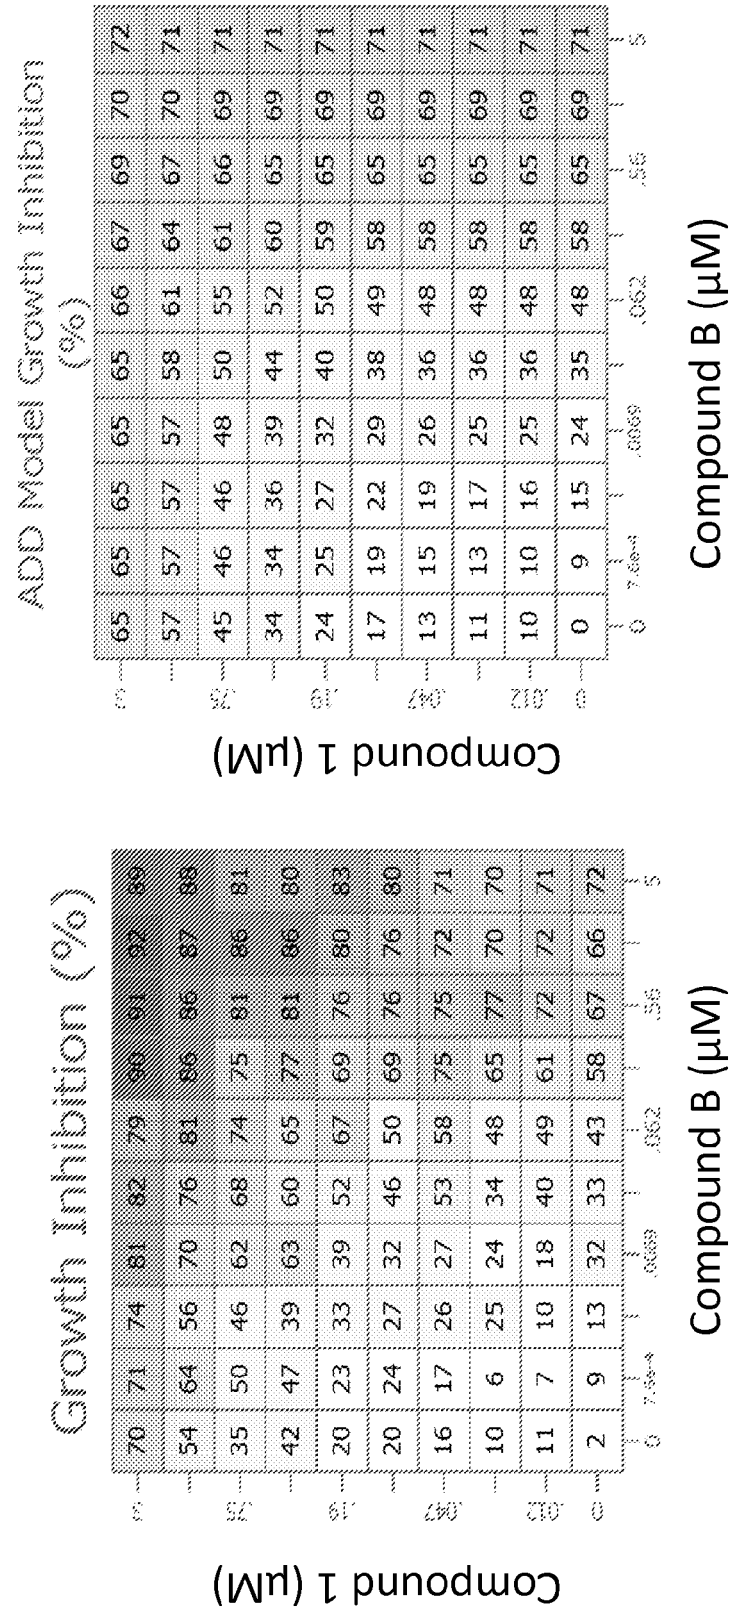 Growth Inhibition (%)
Compound 1 (µM)
3 70 71 74 81 82 79 90 91 92 89
54 64 56 70 76 81 86 86 87 88
.75 35 50 46 62 68 74 75 81 86 81
42 47 39 63 60 65 77 81 86 80
.19 20 23 33 39 52 67 69 76 80 83
20 24 27 32 46 50 69 76 76 80
.047 16 17 26 27 53 58 75 75 72 71
10 6 25 24 34 48 65 77 70 70
.012 11 7 10 18 40 49 61 72 72 71
0 2 9 13 32 33 43 58 67 66 72
0 7.6e-4 .0069 .062 .56 5
Compound B (µM)
ADD Model Growth Inhibition
(%)
Compound 1 (µM)
3 65 65 65 65 65 66 67 69 70 72
57 57 57 57 58 61 64 67 70 71
.75 45 46 46 48 50 55 61 66 69 71
34 34 36 39 44 52 60 65 69 71
.19 24 25 27 32 40 50 59 65 69 71
17 19 22 29 38 49 58 65 69 71
.047 13 15 19 26 36 48 58 65 69 71
11 13 17 25 36 48 58 65 69 71
.012 10 10 16 25 36 48 58 65 69 71
0 0 9 15 24 35 48 58 65 69 71
0 7.6e-4 .0069 .062 .56 5
Compound B (µM)